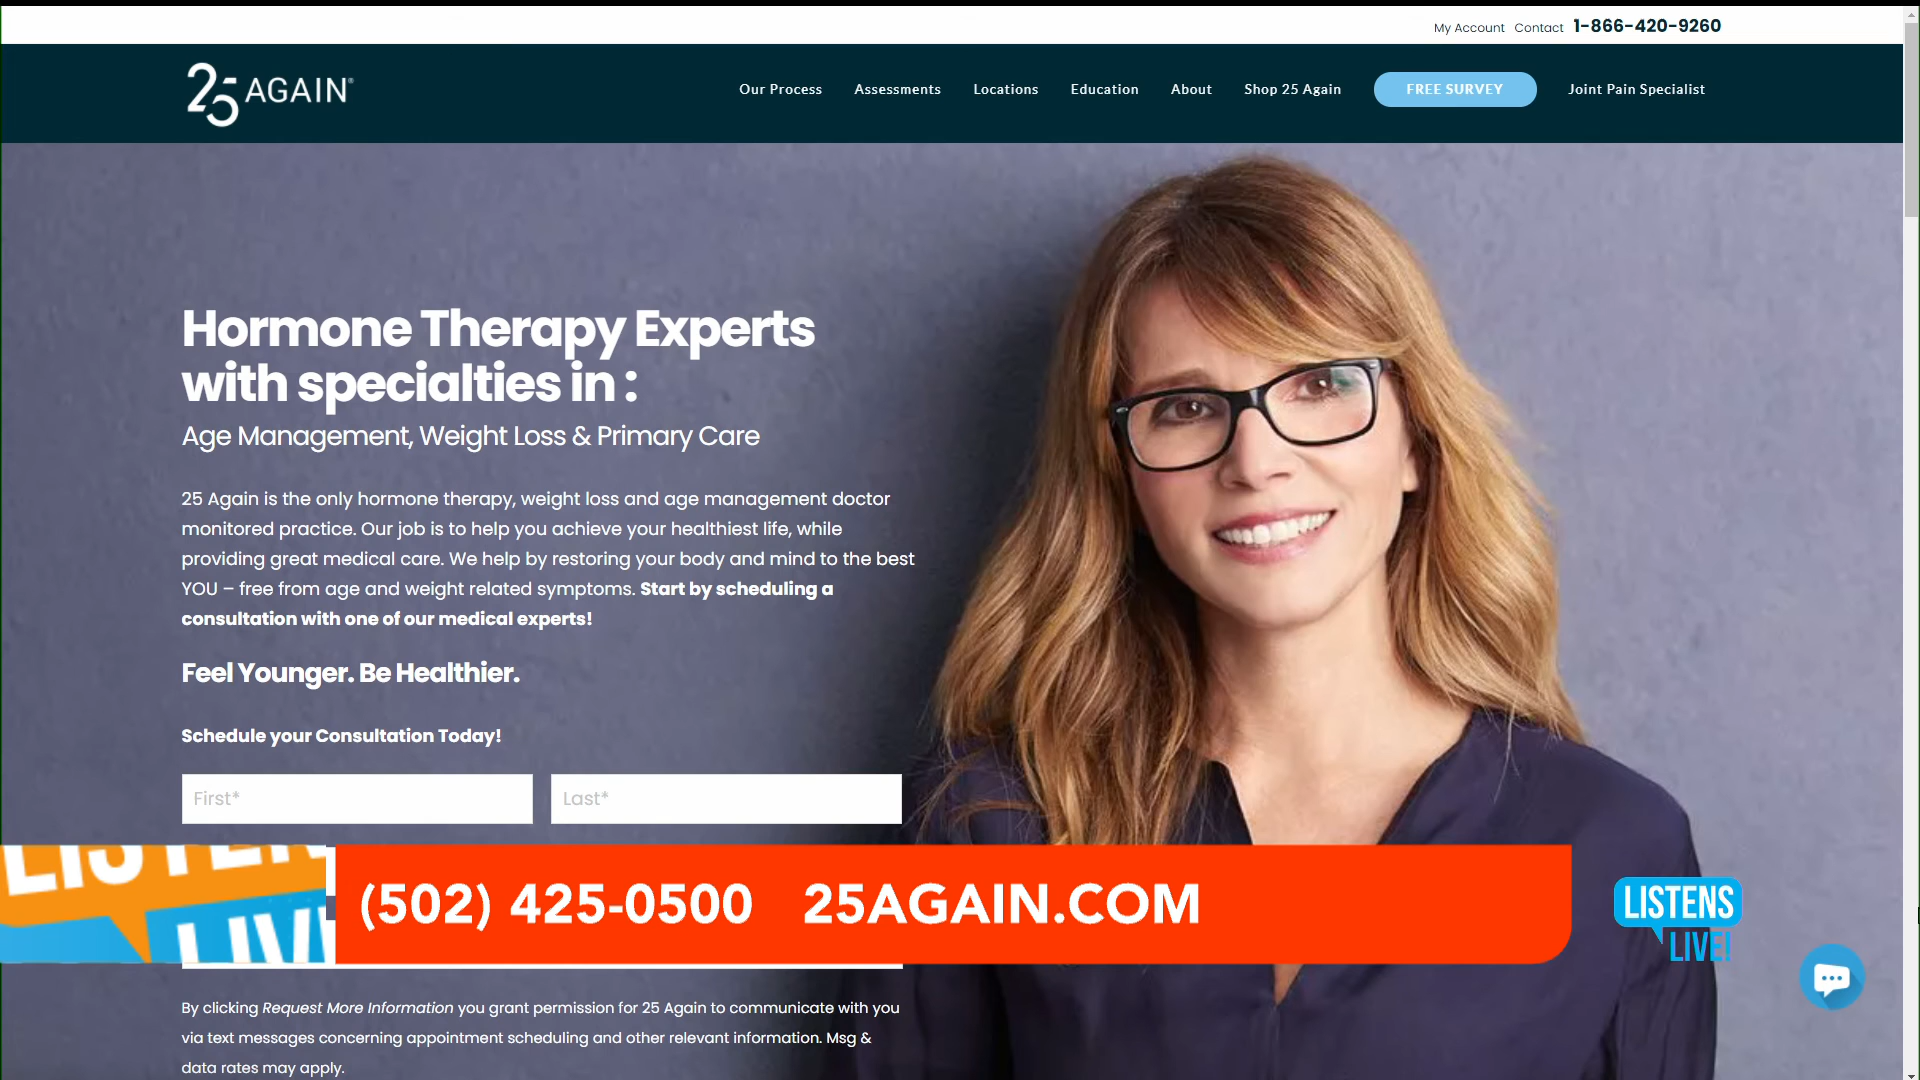 My Account Contact 1-866-420-9260
25 AGAIN®
Our Process Assessments Locations Education About Shop 25 Again FREE SURVEY Joint Pain Specialist
Hormone Therapy Experts
with specialties in :
Age Management, Weight Loss & Primary Care
25 Again is the only hormone therapy, weight loss and age management doctor
monitored practice. Our job is to help you achieve your healthiest life, while
providing great medical care. We help by restoring your body and mind to the best
YOU – free from age and weight related symptoms. Start by scheduling a
consultation with one of our medical experts!
Feel Younger. Be Healthier.
Schedule your Consultation Today!
First* Last*
LISTEN
LIV
(502) 425-0500 25AGAIN.COM
LISTENS
LIVE!
By clicking Request More Information you grant permission for 25 Again to communicate with you
via text messages concerning appointment scheduling and other relevant information. Msg &
data rates may apply.